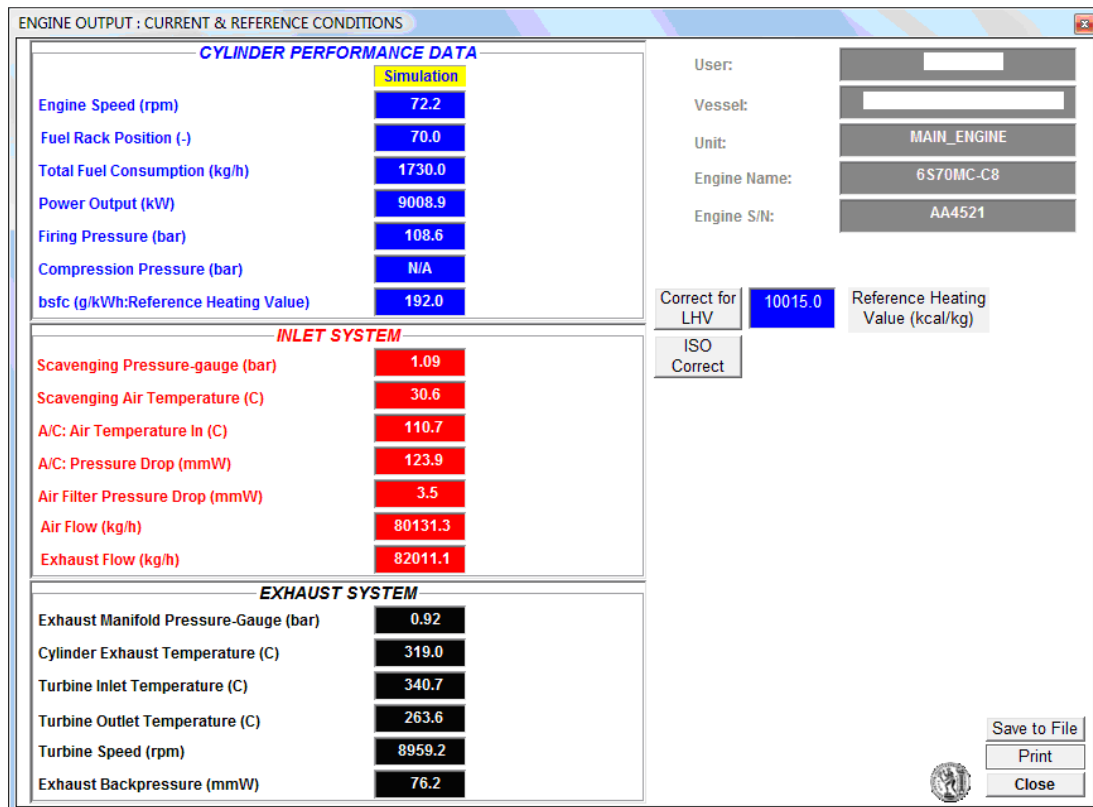 ENGINE OUTPUT : CURRENT & REFERENCE CONDITIONS
CYLINDER PERFORMANCE DATA
Simulation
Engine Speed (rpm) 72.2
Fuel Rack Position (-) 70.0
Total Fuel Consumption (kg/h) 1730.0
Power Output (kW) 9008.9
Firing Pressure (bar) 108.6
Compression Pressure (bar) N/A
bsfc (g/kWh:Reference Heating Value) 192.0
INLET SYSTEM
Scavenging Pressure-gauge (bar) 1.09
Scavenging Air Temperature (C) 30.6
A/C: Air Temperature In (C) 110.7
A/C: Pressure Drop (mmW) 123.9
Air Filter Pressure Drop (mmW) 3.5
Air Flow (kg/h) 80131.3
Exhaust Flow (kg/h) 82011.1
EXHAUST SYSTEM
Exhaust Manifold Pressure-Gauge (bar) 0.92
Cylinder Exhaust Temperature (C) 319.0
Turbine Inlet Temperature (C) 340.7
Turbine Outlet Temperature (C) 263.6
Turbine Speed (rpm) 8959.2
Exhaust Backpressure (mmW) 76.2
User:
Vessel:
Unit: MAIN_ENGINE
Engine Name: 6S70MC-C8
Engine S/N: AA4521
Correct for
LHV
10015.0
Reference Heating
Value (kcal/kg)
ISO
Correct
Save to File
Print
Close